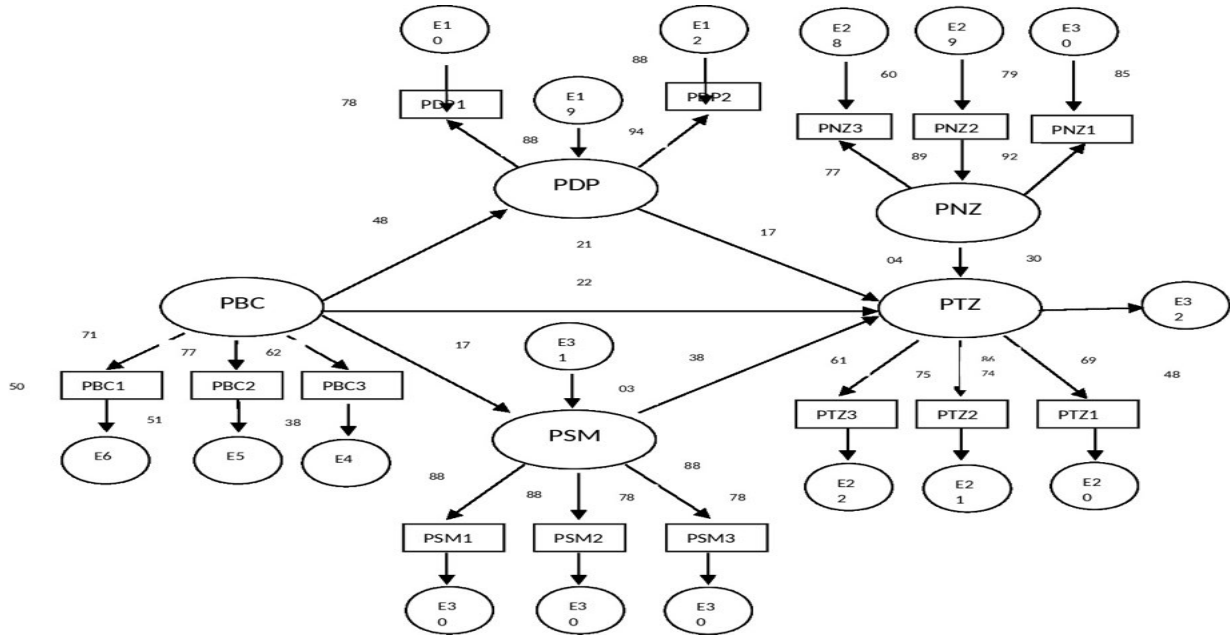 E1
0
E1
2
E2
8
E2
9
E3
0
88
60
79
85
78
PDP1
E1
9
PDP2
88
94
PNZ3
PNZ2
PNZ1
89
92
77
PDP
PNZ
48
21
17
04
30
22
PBC
PTZ
E3
2
71
77
62
17
E3
1
38
61
86
75
74
69
48
50
PBC1
PBC2
PBC3
03
51
38
PTZ3
PTZ2
PTZ1
E6
E5
E4
PSM
88
88
88
78
78
E2
2
E2
1
E2
0
PSM1
PSM2
PSM3
E3
0
E3
0
E3
0